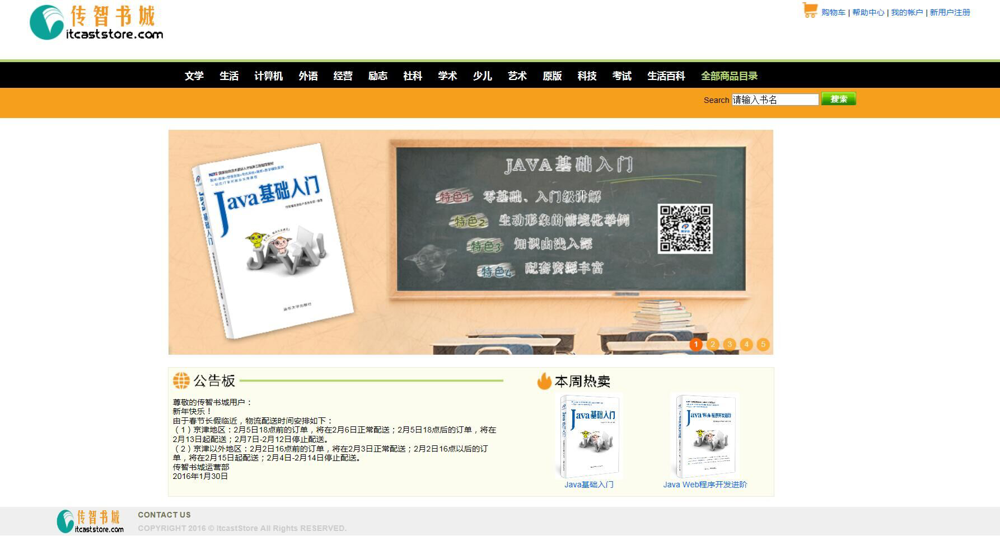 传智书城
itcaststore.com
购物车 | 帮助中心 | 我的帐户 | 新用户注册
文学 生活 计算机 外语 经营 励志 社科 学术 少儿 艺术 原版 科技 考试 生活百科 全部商品目录
Search 请输入书名 搜索
Java基础入门
Java 基础入门
清华大学出版社
JAVA基础入门
特色1 零基础、入门级讲解
特色2 生动形象的情境化举例
特色3 知识由浅入深
特色4 配套资源丰富
1 2 3 4 5
公告板
尊敬的传智书城用户：
新年快乐！
由于春节长假临近，物流配送时间安排如下：
（1）京津地区：2月5日18点前的订单，将在2月6日正常配送；2月5日18点后的订单，将在
2月13日起配送；2月7日-2月12日停止配送。
（2）京津以外地区：2月2日16点前的订单，将在2月3日正常配送；2月2日16点以后的订
单，将在2月15日起配送；2月4日-2月14日停止配送。
传智书城运营部
2016年1月30日
本周热卖
Java基础入门
Java Web程序开发进阶
Java基础入门
Java Web程序开发进阶
传智书城
itcaststore.com
CONTACT US
COPYRIGHT 2016 © ItcastStore All Rights RESERVED.